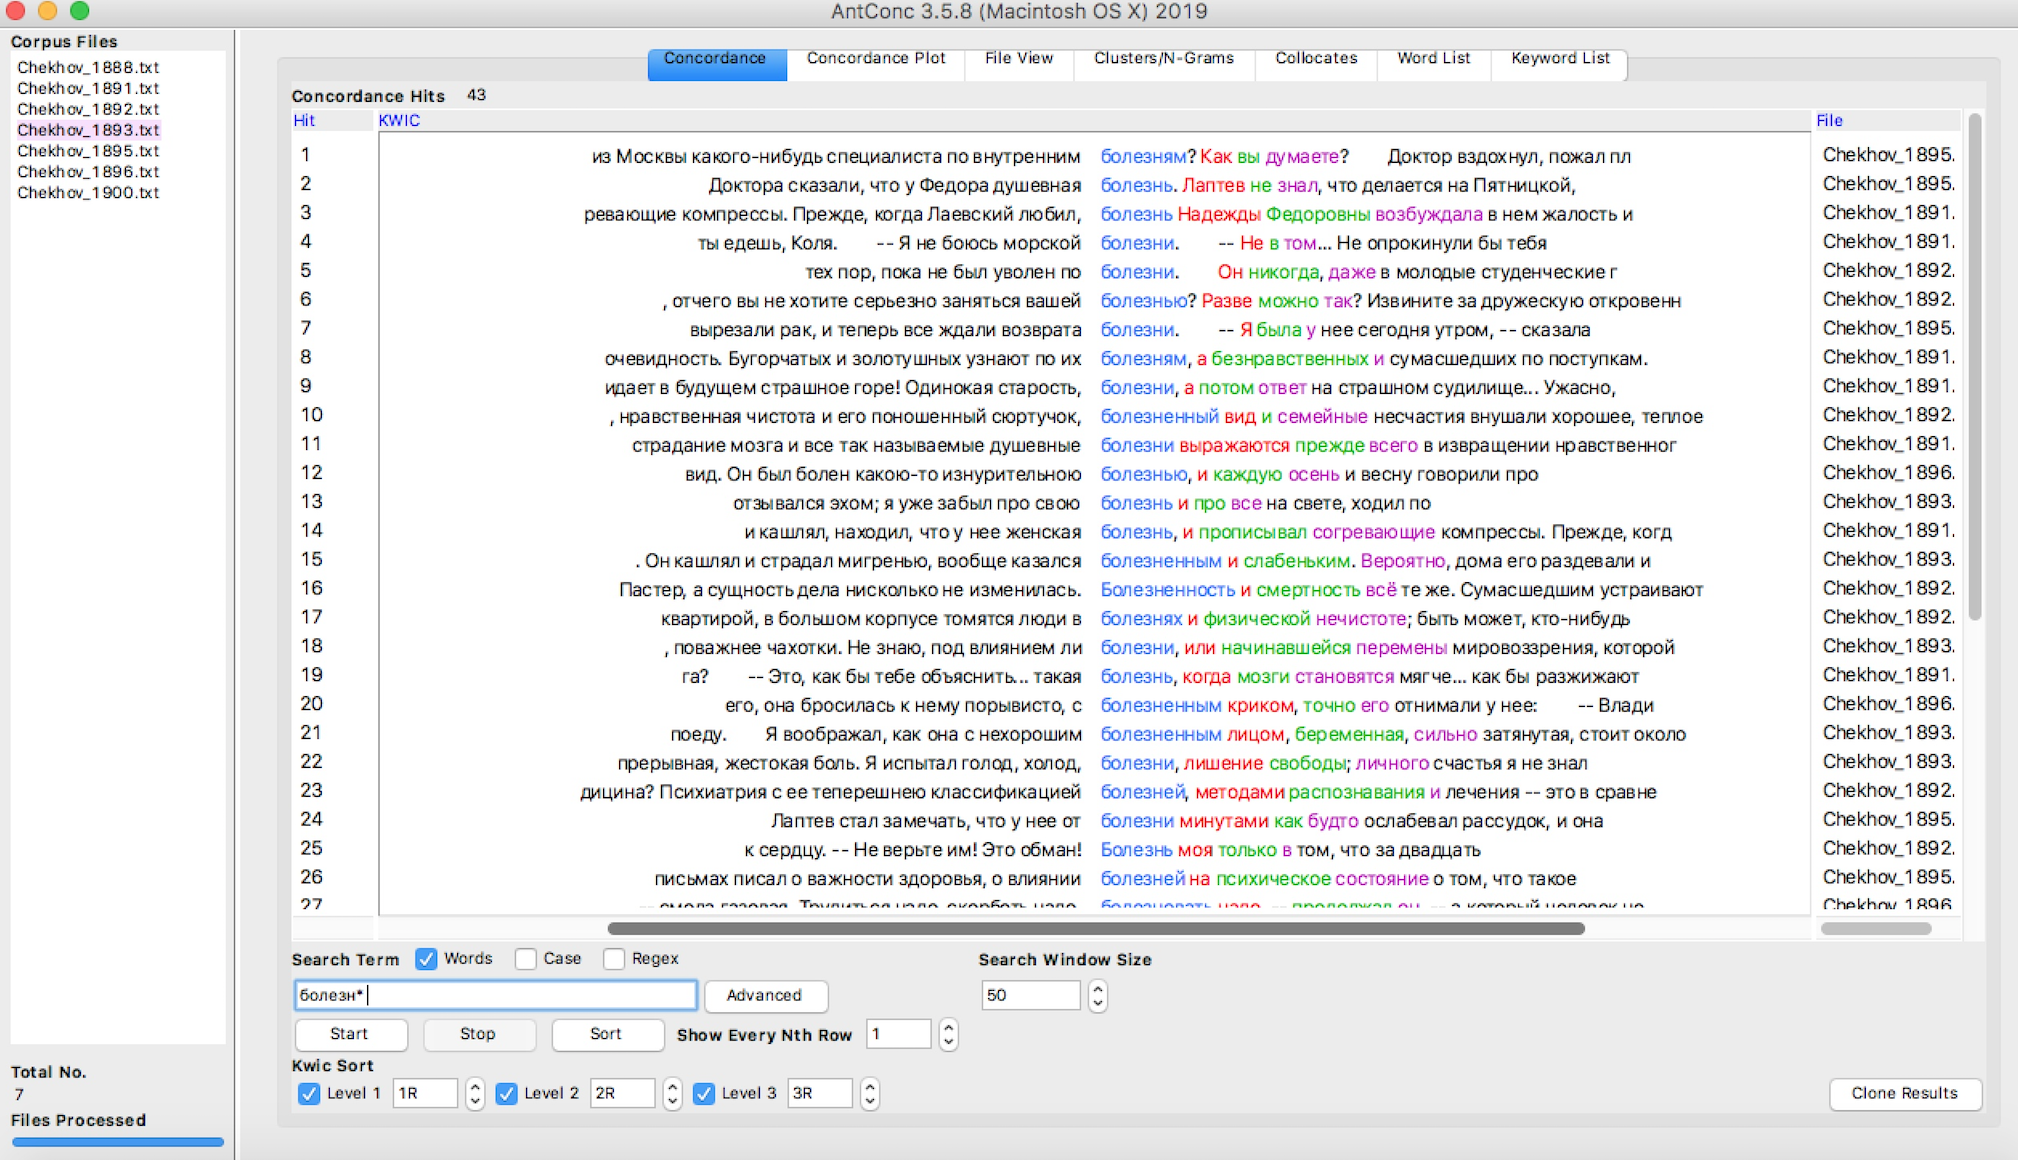 AntConc 3.5.8 (Macintosh OS X) 2019
Corpus Files
Chekhov_1888.txt
Chekhov_1891.txt
Chekhov_1892.txt
Chekhov_1893.txt
Chekhov_1895.txt
Chekhov_1896.txt
Chekhov_1900.txt
Total No.
7
Files Processed
Concordance Concordance Plot File View Clusters/N-Grams Collocates Word List Keyword List
Concordance Hits 43
Hit KWIC File
1 из Москвы какого-нибудь специалиста по внутренним болезням? Как вы думаете? Доктор вздохнул, пожал пл Chekhov_1895.
2 Доктора сказали, что у Федора душевная болезнь. Лаптев не знал, что делается на Пятницкой, Chekhov_1895.
3 ревающие компрессы. Прежде, когда Лаевский любил, болезнь Надежды Федоровны возбуждала в нем жалость и Chekhov_1891.
4 ты едешь, Коля. -- Я не боюсь морской болезни. -- Не в том... Не опрокинули бы тебя Chekhov_1891.
5 тех пор, пока не был уволен по болезни. Он никогда, даже в молодые студенческие г Chekhov_1892.
6 , отчего вы не хотите серьезно заняться вашей болезнью? Разве можно так? Извините за дружескую откровенн Chekhov_1892.
7 вырезали рак, и теперь все ждали возврата болезни. -- Я была у нее сегодня утром, -- сказала Chekhov_1895.
8 очевидность. Бугорчатых и золотушных узнают по их болезням, а безнравственных и сумасшедших по поступкам. Chekhov_1891.
9 идает в будущем страшное горе! Одинокая старость, болезни, а потом ответ на страшном судилище... Ужасно, Chekhov_1891.
10 , нравственная чистота и его поношенный сюртучок, болезненный вид и семейные несчастия внушали хорошее, теплое Chekhov_1892.
11 страдание мозга и все так называемые душевные болезни выражаются прежде всего в извращении нравственног Chekhov_1891.
12 вид. Он был болен какою-то изнурительною болезнью, и каждую осень и весну говорили про Chekhov_1896.
13 отзывался эхом; я уже забыл про свою болезнь и про все на свете, ходил по Chekhov_1893.
14 и кашлял, находил, что у нее женская болезнь, и прописывал согревающие компрессы. Прежде, когд Chekhov_1891.
15 . Он кашлял и страдал мигренью, вообще казался болезненным и слабеньким. Вероятно, дома его раздевали и Chekhov_1893.
16 Пастер, а сущность дела нисколько не изменилась. Болезненность и смертность всё те же. Сумасшедшим устраивают Chekhov_1892.
17 квартирой, в большом корпусе томятся люди в болезнях и физической нечистоте; быть может, кто-нибудь Chekhov_1892.
18 , поважнее чахотки. Не знаю, под влиянием ли болезни, или начинавшейся перемены мировоззрения, которой Chekhov_1893.
19 га? -- Это, как бы тебе объяснить... такая болезнь, когда мозги становятся мягче... как бы разжижают Chekhov_1891.
20 его, она бросилась к нему порывисто, с болезненным криком, точно его отнимали у нее: -- Влади Chekhov_1896.
21 поеду. Я воображал, как она с нехорошим болезненным лицом, беременная, сильно затянутая, стоит около Chekhov_1893.
22 прерывная, жестокая боль. Я испытал голод, холод, болезни, лишение свободы; личного счастья я не знал Chekhov_1893.
23 дицина? Психиатрия с ее теперешнею классификацией болезней, методами распознавания и лечения -- это в сравне Chekhov_1892.
24 Лаптев стал замечать, что у нее от болезни минутами как будто ослабевал рассудок, и она Chekhov_1895.
25 к сердцу. -- Не верьте им! Это обман! Болезнь моя только в том, что за двадцать Chekhov_1892.
26 письмах писал о важности здоровья, о влиянии болезней на психическое состояние о том, что такое Chekhov_1895.
27 -- смола газовая. Трудиться надо, скорбеть надо, болезновать надо, -- продолжал он, -- а который человек не Chekhov_1896
Search Term Words Case Regex Search Window Size
болезн* Advanced 50
Start Stop Sort Show Every Nth Row 1
Kwic Sort
Level 1 1R Level 2 2R Level 3 3R Clone Results